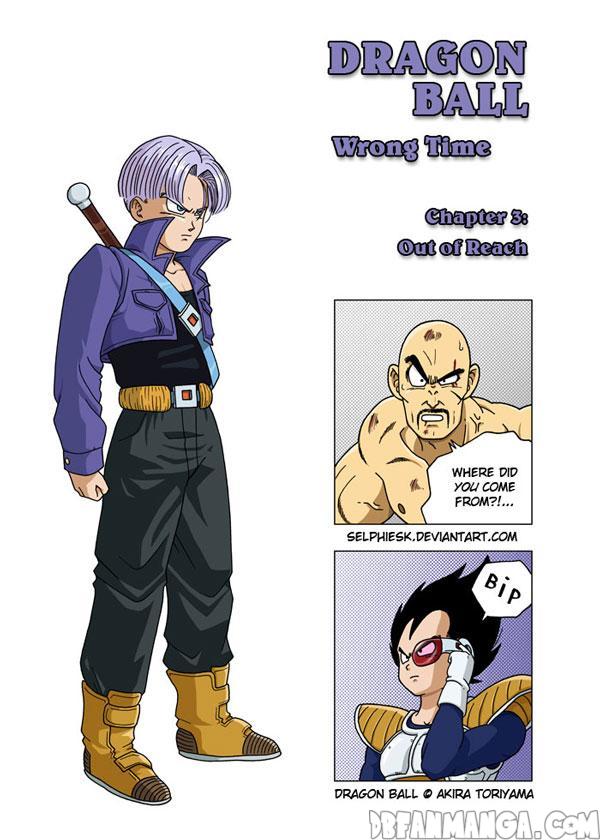 DRAGON
BALL
Wrong Time
Chapter 3:
Out of Reach
WHERE DID
YOU COME
FROM?!...
SELPHIESK.DEVIANTART.COM
BIP
DRAGON BALL © AKIRA TORIYAMA
DBFANMANGA.COM